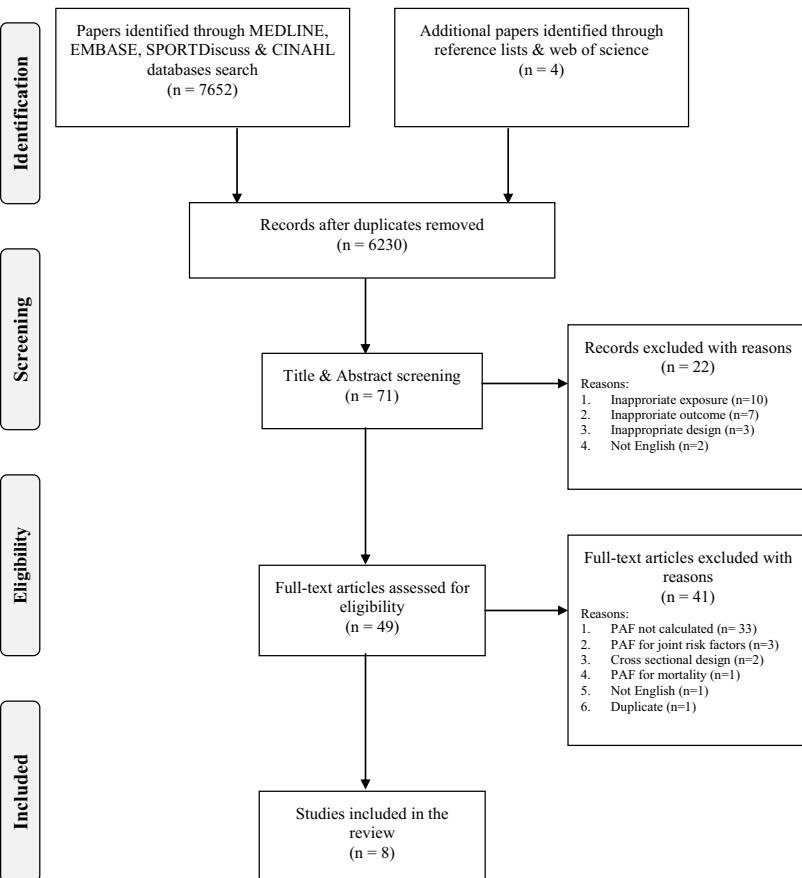 Identification
Papers identified through MEDLINE,
EMBASE, SPORTDiscuss & CINAHL
databases search
(n = 7652)
Additional papers identified through
reference lists & web of science
(n = 4)
Records after duplicates removed
(n = 6230)
Screening
Title & Abstract screening
(n = 71)
Records excluded with reasons
(n = 22)
Reasons:
1. Inapproriate exposure (n=10)
2. Inapproriate outcome (n=7)
3. Inappropriate design (n=3)
4. Not English (n=2)
Eligibility
Full-text articles assessed for
eligibility
(n = 49)
Full-text articles excluded with
reasons
(n = 41)
Reasons:
1. PAF not calculated (n= 33)
2. PAF for joint risk factors (n=3)
3. Cross sectional design (n=2)
4. PAF for mortality (n=1)
5. Not English (n=1)
6. Duplicate (n=1)
Included
Studies included in the
review
(n = 8)